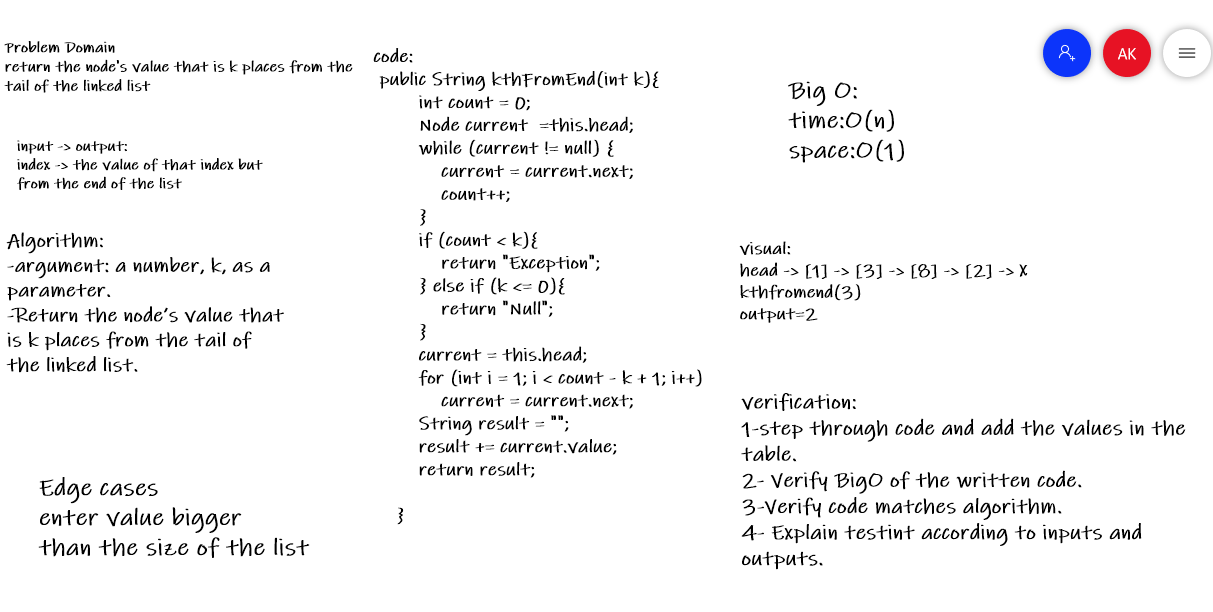 Problem Domain
return the node's value that is k places from the
tail of the linked list
input -> output:
index -> the value of that index but
from the end of the list
Algorithm:
-argument: a number, k, as a
parameter.
-Return the node's value that
is k places from the tail of
the linked list.
Edge cases
enter value bigger
than the size of the list
code:
public String kthFromEnd(int k){
int count = 0;
Node current =this.head;
while (current != null) {
current = current.next;
count++;
}
if (count < k){
return "Exception";
} else if (k <= 0){
return "Null";
}
current = this.head;
for (int i = 1; i < count - k + 1; i++)
current = current.next;
String result = "";
result += current.value;
return result;
}
AK
Big O:
time:O(n)
space:O(1)
visual:
head -> [1] -> [3] -> [8] -> [2] -> X
kthfromend(3)
output=2
verification:
1-step through code and add the values in the
table.
2- Verify BigO of the written code.
3-Verify code matches algorithm.
4- Explain testint according to inputs and
outputs.